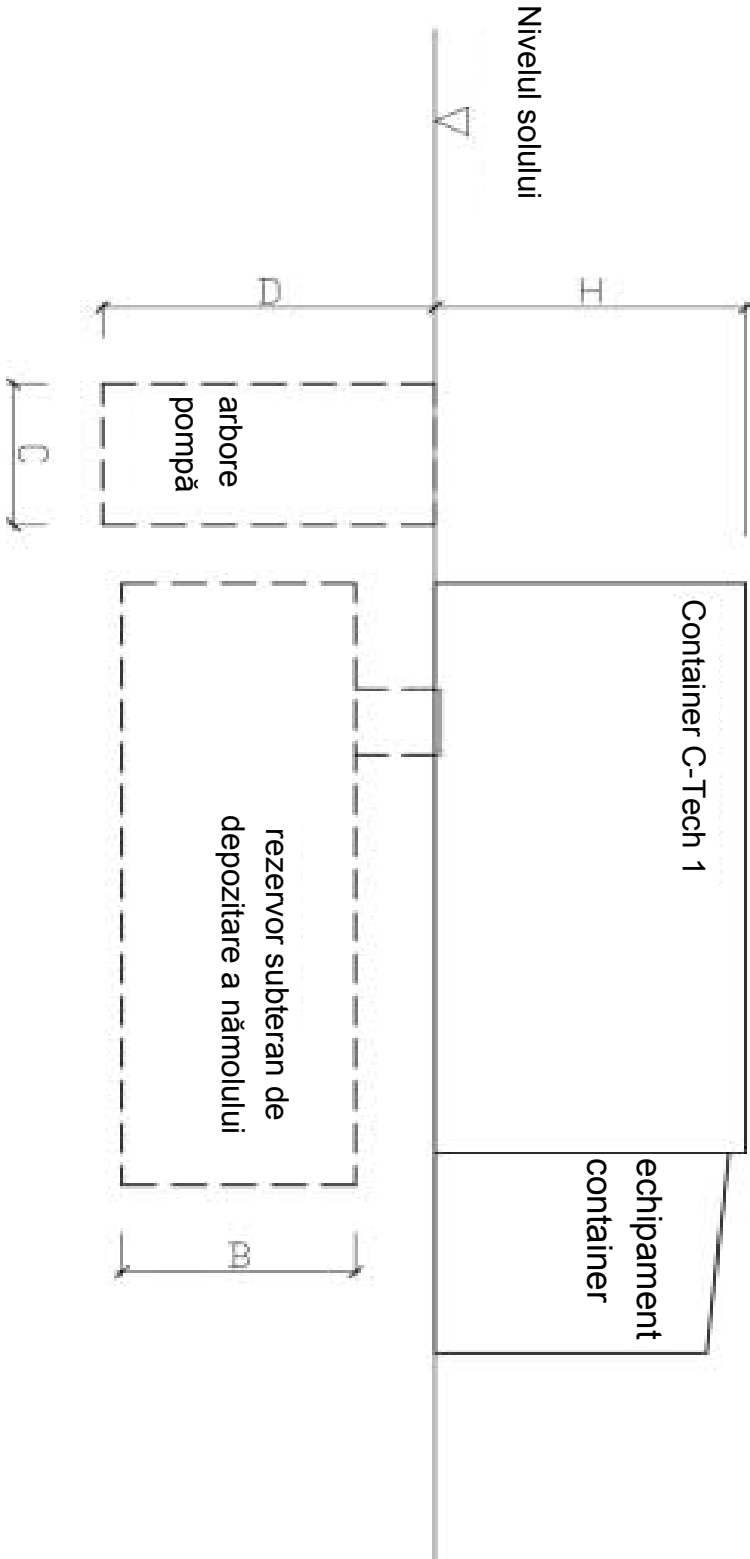 Nivelul solului
H
D
C
arbore
pompă
Container C-Tech 1
echipament
container
rezervor subteran de
depozitare a nămolului
B